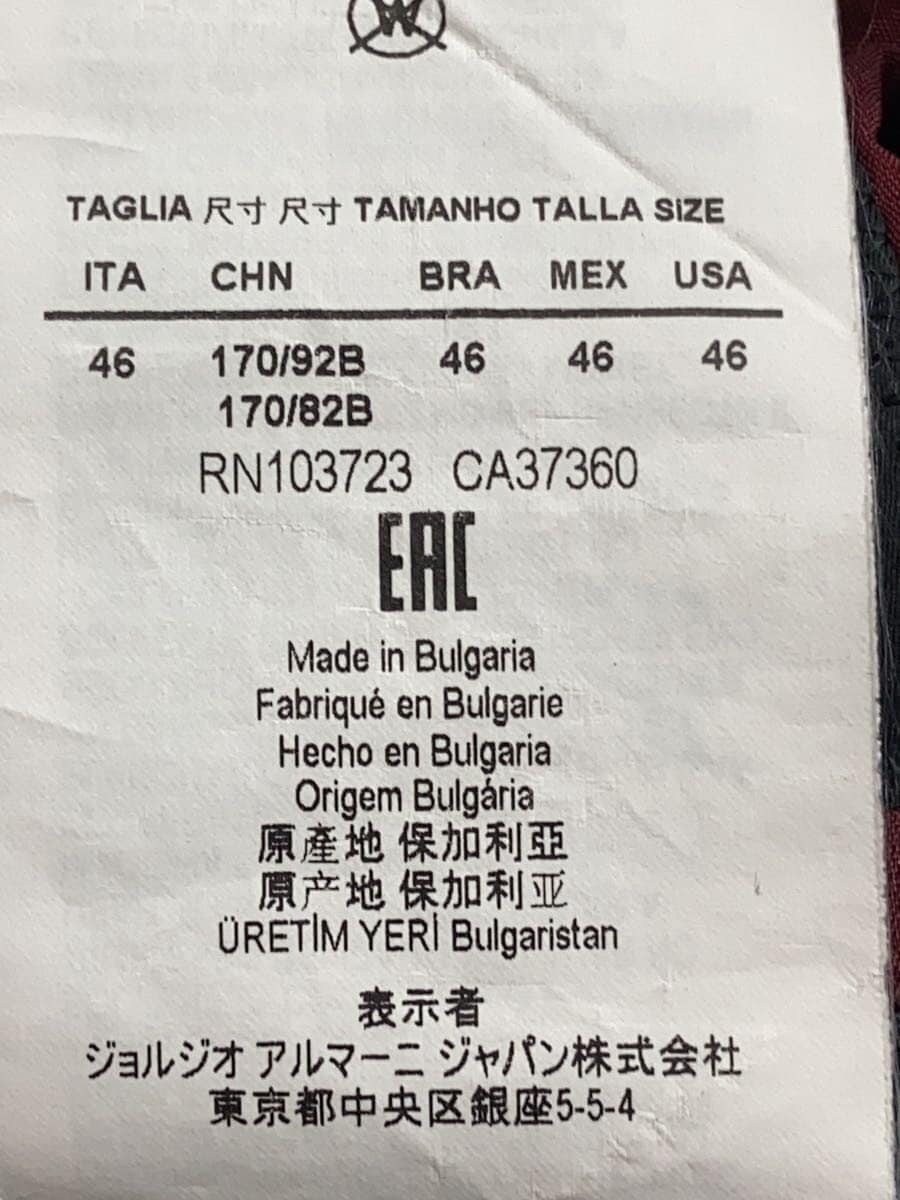 W
TAGLIA 尺寸 尺寸 TAMANHO TALLA SiZE
ITA CHN BRA MEX USA
46 170/92B 46 46 46
170/82B
RN103723 CA37360
EAC
Made in Bulgaria
Fabriqué en Bulgarie
Hecho en Bulgaria
Origem Bulgária
原產地 保加利亞
原产地 保加利亚
ÜRETİM YERİ Bulgaristan
表示者
ジョルジオ アルマーニ ジャパン株式会社
東京都中央区銀座5-5-4